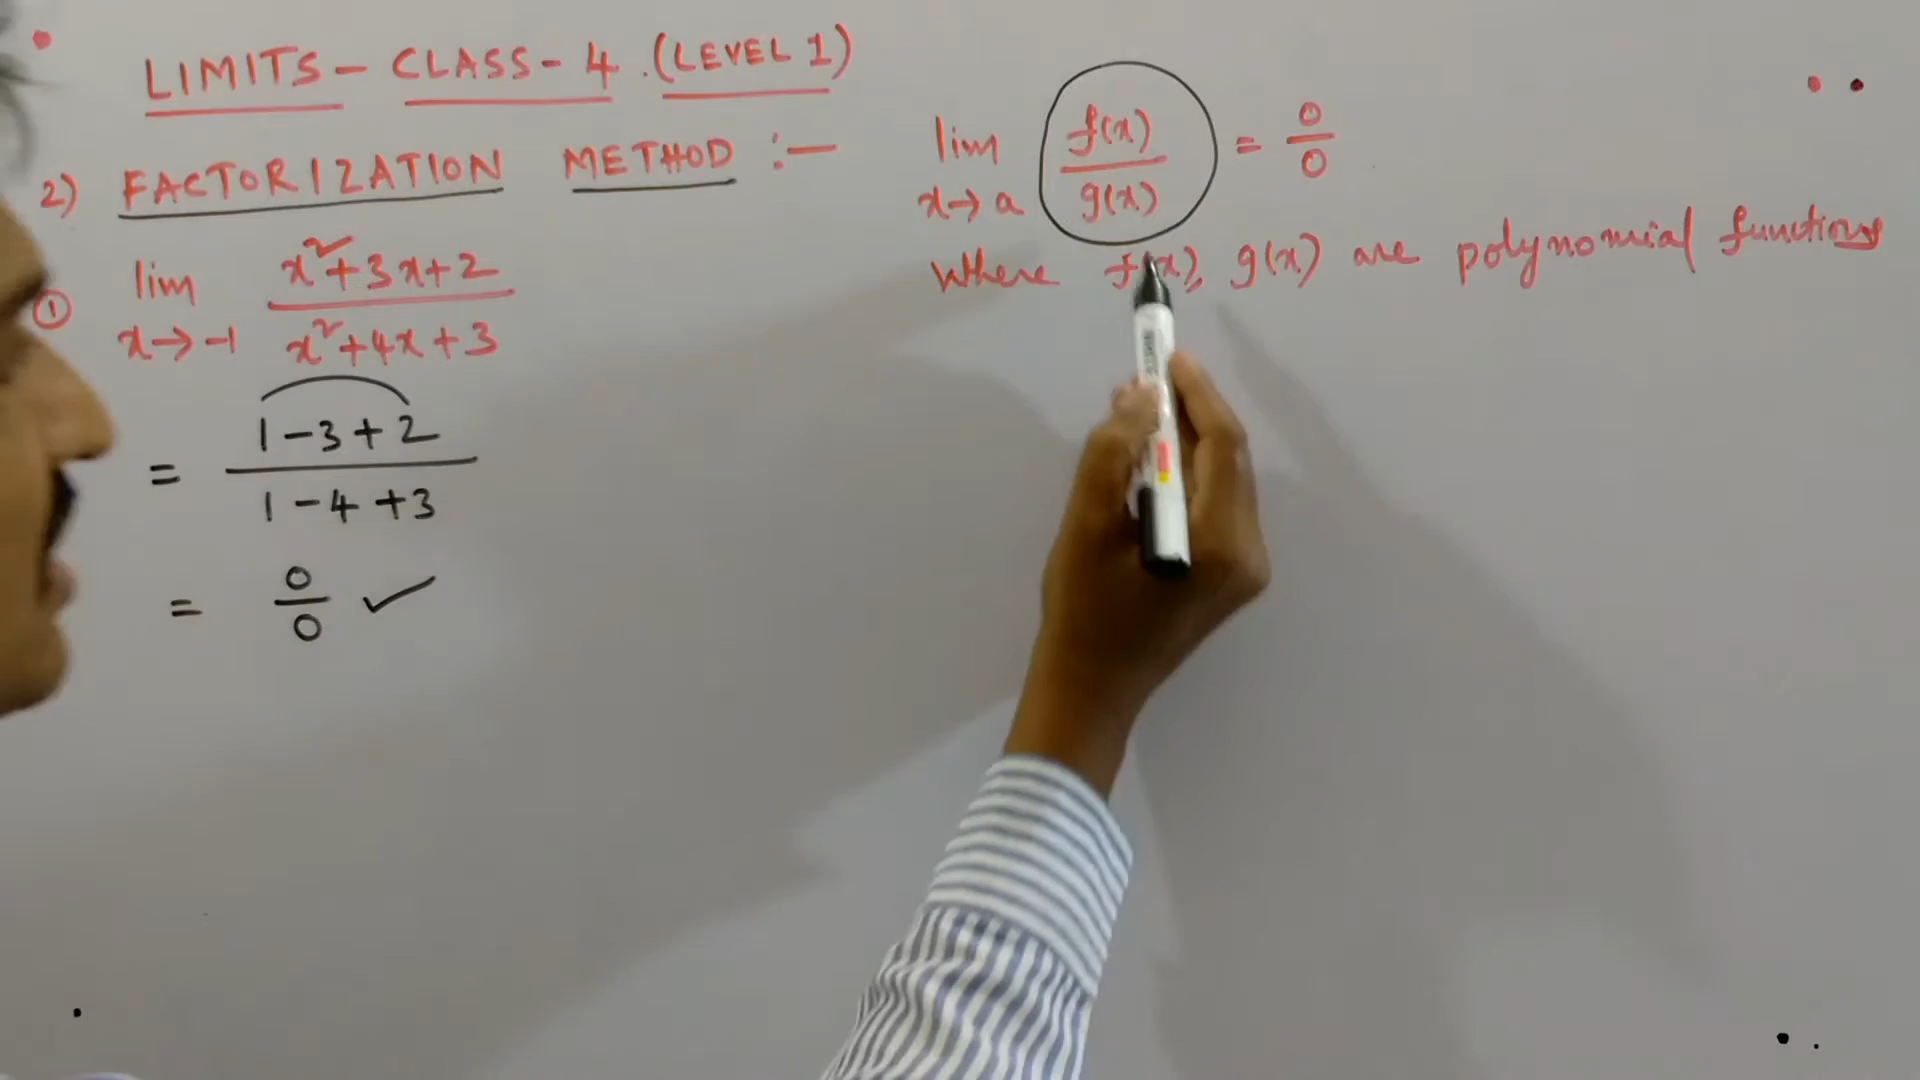 LIMITS - CLASS - 4 . (LEVEL 1)
2) FACTORIZATION METHOD :-
① lim x→-1 x²+3x+2 / x²+4x+3
= 1-3+2 / 1-4+3
= 0/0 ✓
lim x→a f(x)/g(x) = 0/0
Where f(x), g(x) are polynomial functions